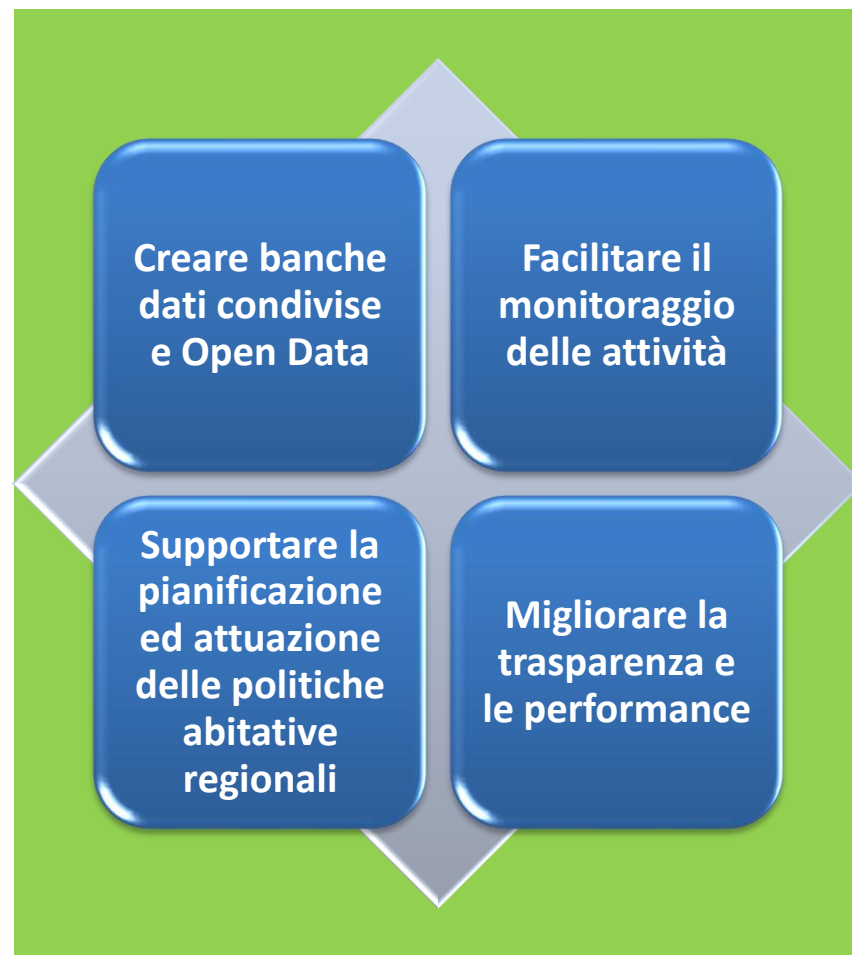 Creare banche
dati condivise
e Open Data
Facilitare il
monitoraggio
delle attività
Supportare la
pianificazione
ed attuazione
delle politiche
abitative
regionali
Migliorare la
trasparenza e
le performance